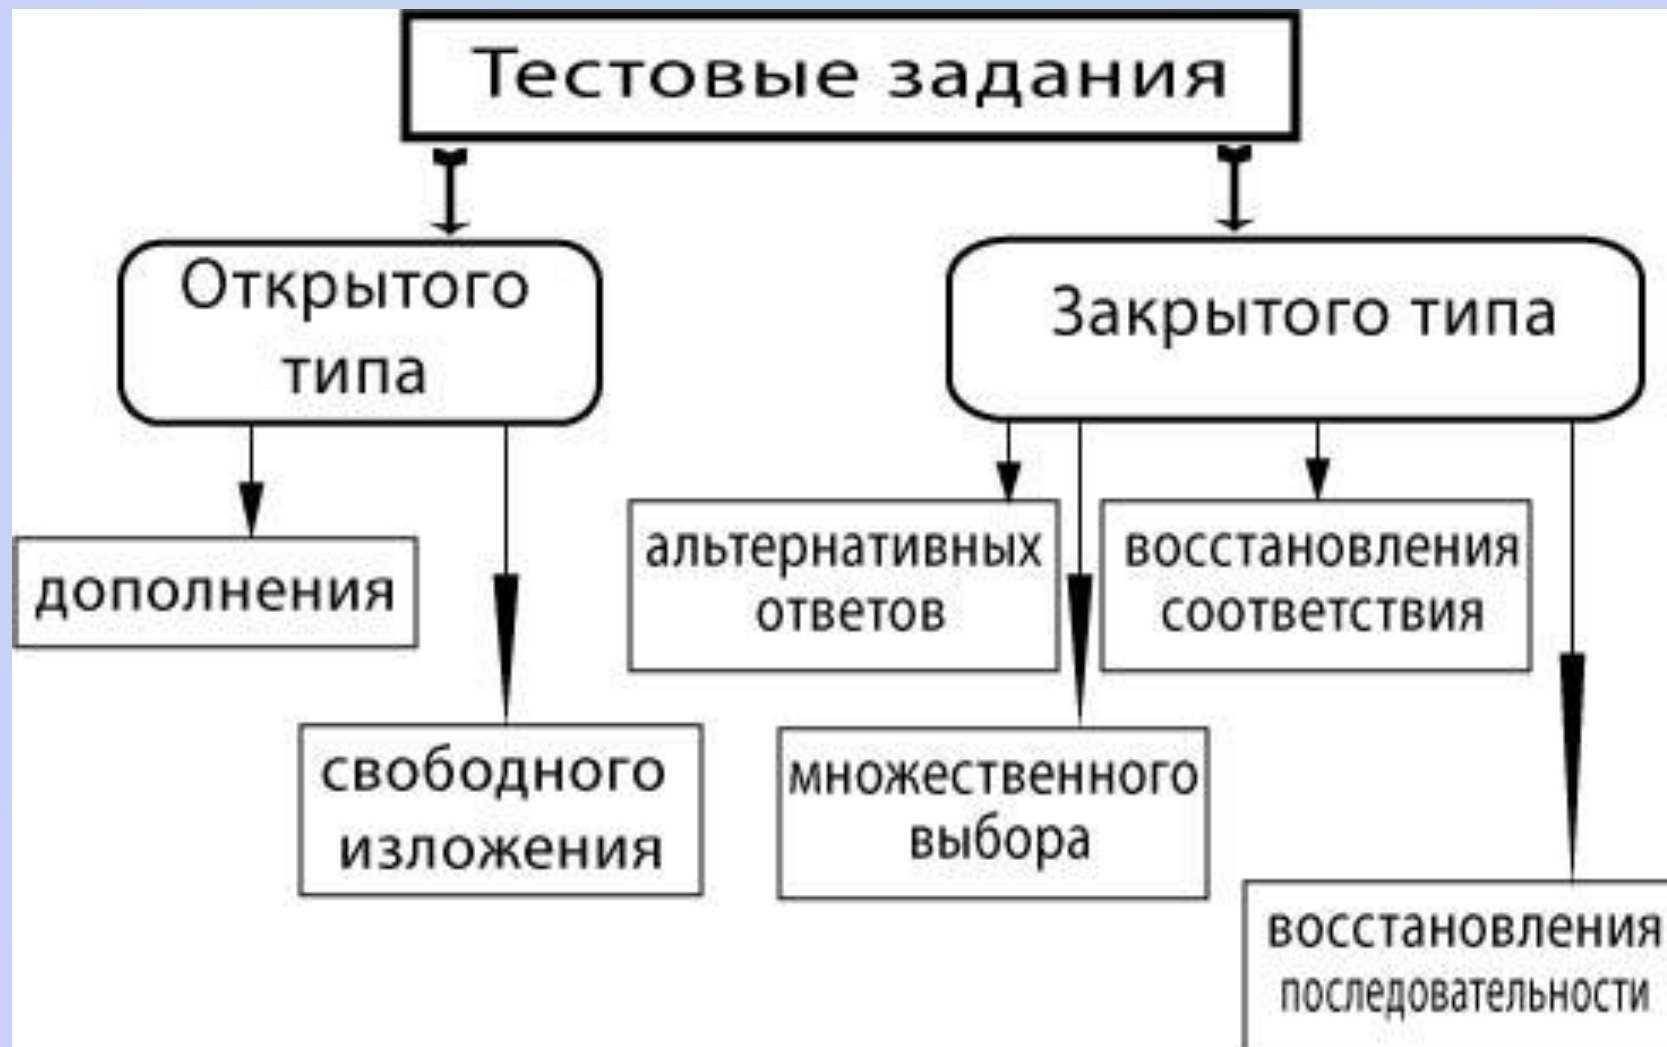 Тестовые задания
Открытого
типа
Закрытого типа
дополнения
свободного
изложения
альтернативных
ответов
множественного
выбора
восстановления
соответствия
восстановления
последовательности